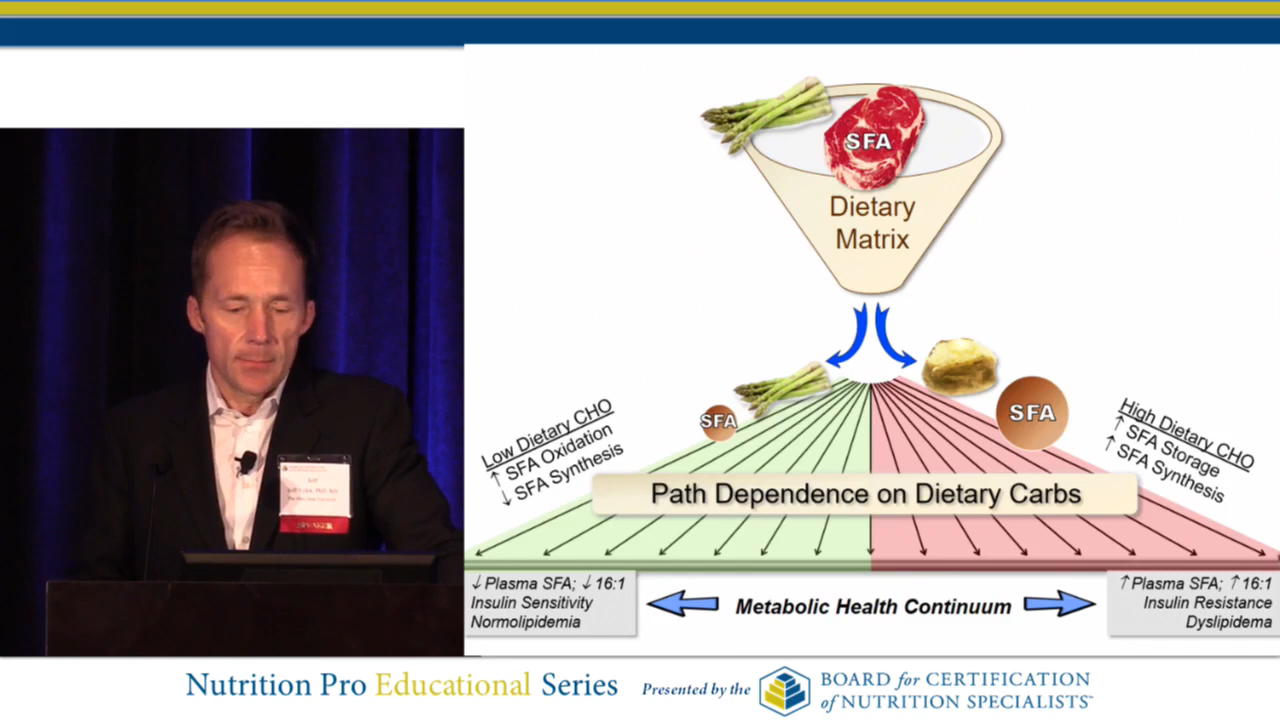 SFA
Dietary
Matrix
SFA
SFA
Low Dietary CHO
↑ SFA Oxidation
↓ SFA Synthesis
High Dietary CHO
↑ SFA Storage
↑ SFA Synthesis
Path Dependence on Dietary Carbs
↓ Plasma SFA; ↓ 16:1
Insulin Sensitivity
Normolipidemia
Metabolic Health Continuum
↑ Plasma SFA; ↑ 16:1
Insulin Resistance
Dyslipidema
SPEAKER
Nutrition Pro Educational Series
Presented by the
BOARD for CERTIFICATION
of NUTRITION SPECIALISTS™